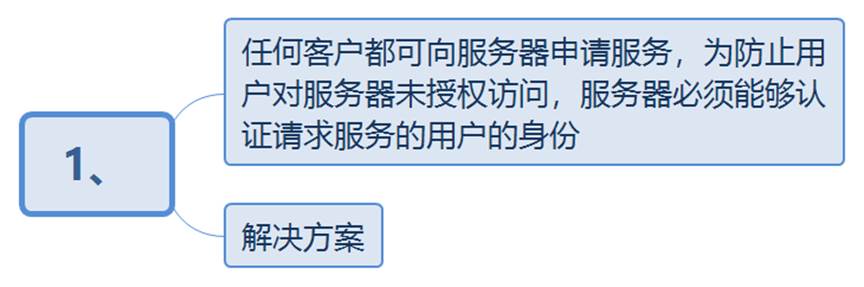 任何客户都可向服务器申请服务，为防止用
户对服务器未授权访问，服务器必须能够认
证请求服务的用户的身份
1、
解决方案